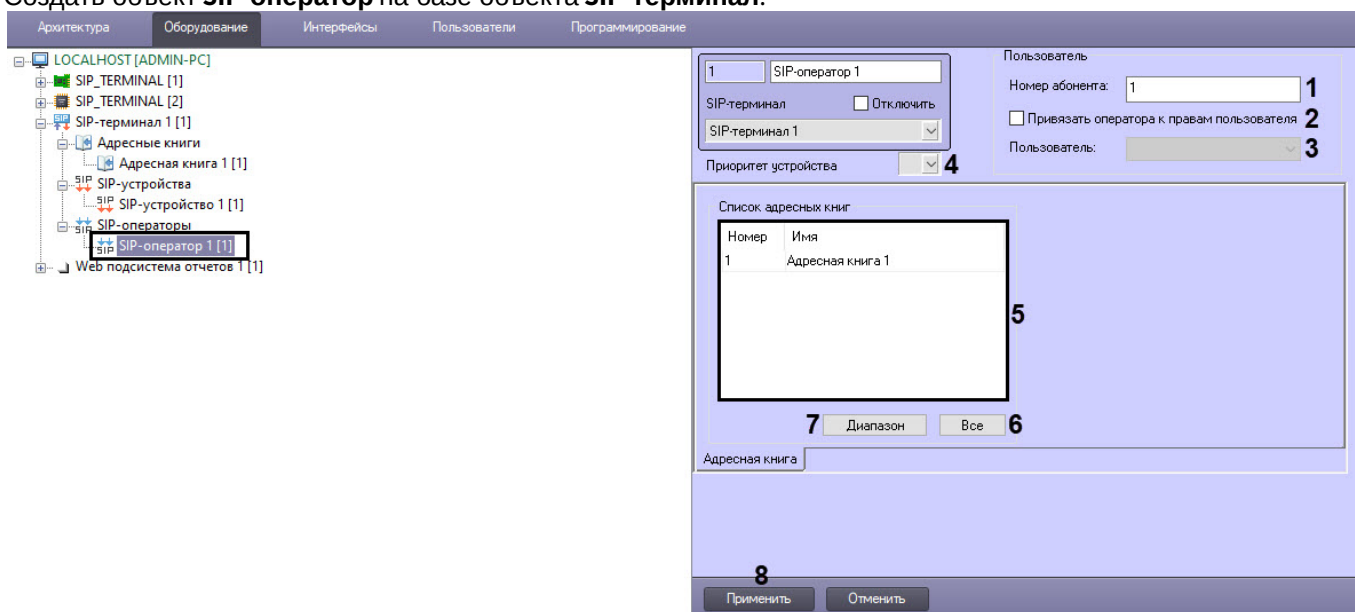 Создать объект SIP-оператор на базе объекта SIP-терминал.
Архитектура Оборудование Интерфейсы Пользователи Программирование
LOCALHOST [ADMIN-PC]
SIP_TERMINAL [1]
SIP_TERMINAL [2]
SIP-терминал 1 [1]
Адресные книги
Адресная книга 1 [1]
SIP-устройства
SIP-устройство 1 [1]
SIP-операторы
SIP-оператор 1 [1]
Web подсистема отчетов 1 [1]
1 SIP-оператор 1
SIP-терминал Отключить
SIP-терминал 1
Приоритет устройства 4
Пользователь
Номер абонента: 1 1
Привязать оператора к правам пользователя 2
Пользователь: 3
Список адресных книг
Номер Имя
1 Адресная книга 1
5
7 Диапазон Все 6
Адресная книга
8
Применить Отменить